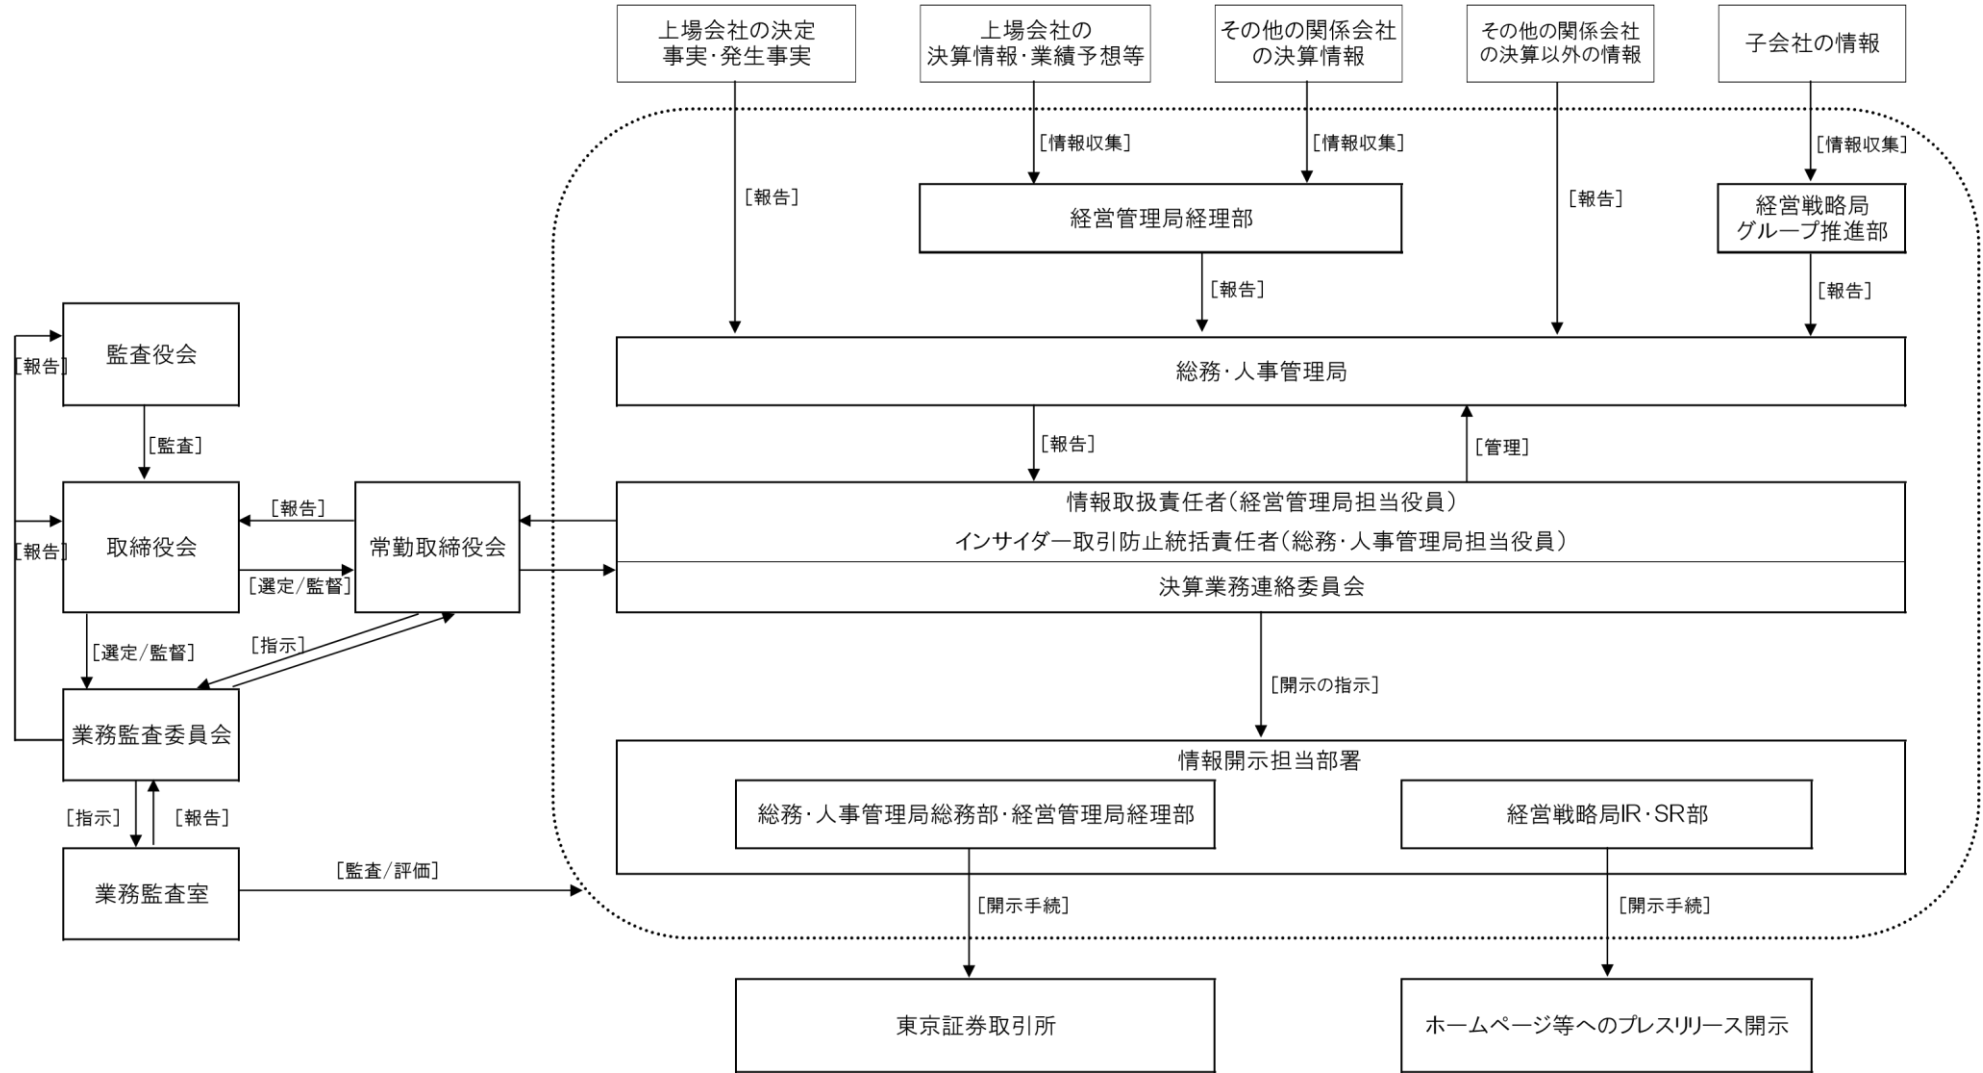 上場会社の決定
事実・発生事実
上場会社の
決算情報・業績予想等
その他の関係会社
の決算情報
その他の関係会社
の決算以外の情報
子会社の情報
[情報収集]
[情報収集]
[情報収集]
[報告]
[報告]
経営管理局経理部
経営戦略局
グループ推進部
[報告]
[報告]
監査役会
[報告]
総務・人事管理局
[監査]
[報告]
[管理]
取締役会
[報告]
[報告]
[選定/監督]
常勤取締役会
情報取扱責任者(経営管理局担当役員)
インサイダー取引防止統括責任者(総務・人事管理局担当役員)
決算業務連絡委員会
[選定/監督]
[指示]
[開示の指示]
業務監査委員会
情報開示担当部署
総務・人事管理局総務部・経営管理局経理部
経営戦略局IR・SR部
[指示]
[報告]
業務監査室
[監査/評価]
[開示手続]
[開示手続]
東京証券取引所
ホームページ等へのプレスリリース開示